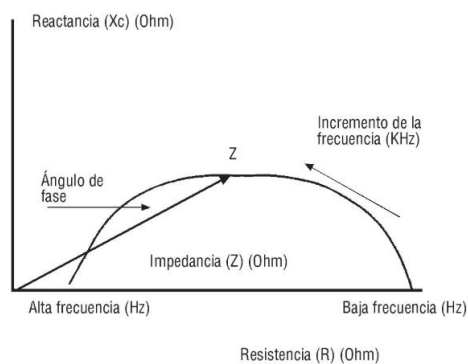 Reactancia (Xc) (Ohm)
Incremento de la
frecuencia (KHz)
Z
Ángulo de
fase
Impedancia (Z) (Ohm)
Alta frecuencia (Hz)
Baja frecuencia (Hz)
Resistencia (R) (Ohm)